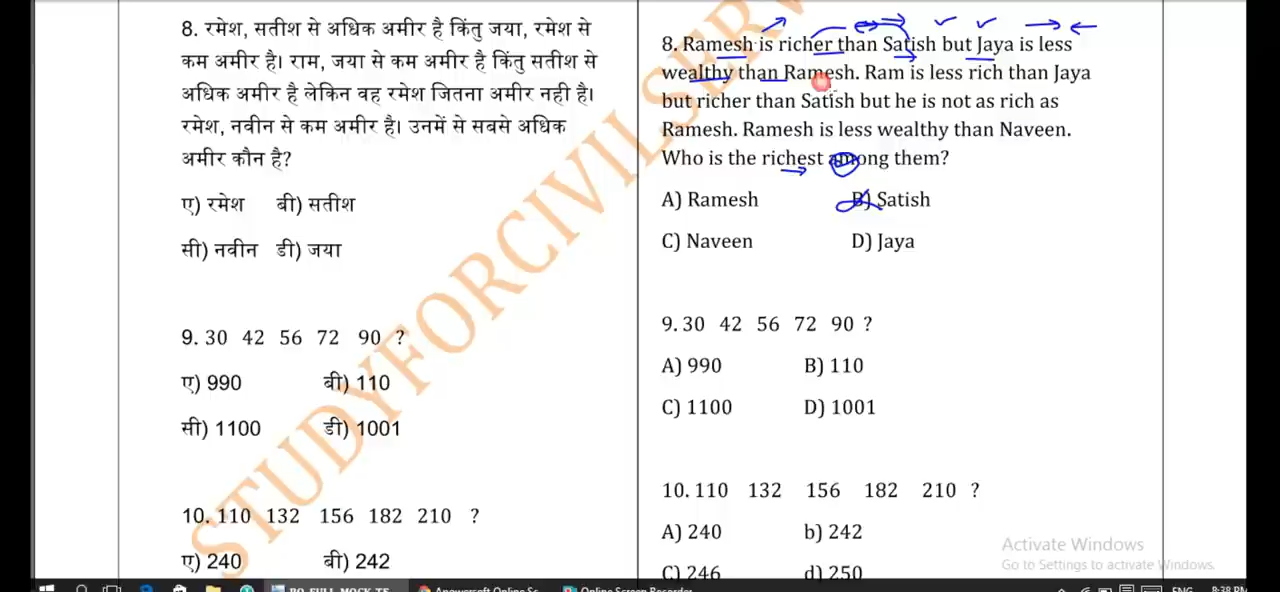 8. रमेश, सतीश से अधिक अमीर है किंतु जया, रमेश से
कम अमीर है। राम, जया से कम अमीर है किंतु सतीश से
अधिक अमीर है लेकिन वह रमेश जितना अमीर नही है।
रमेश, नवीन से कम अमीर है। उनमें से सबसे अधिक
अमीर कौन है?
ए) रमेश बी) सतीश
सी) नवीन डी) जया
9. 30 42 56 72 90 ?
ए) 990 बी) 110
सी) 1100 डी) 1001
10. 110 132 156 182 210 ?
ए) 240 बी) 242
8. Ramesh is richer than Satish but Jaya is less
wealthy than Ramesh. Ram is less rich than Jaya
but richer than Satish but he is not as rich as
Ramesh. Ramesh is less wealthy than Naveen.
Who is the richest among them?
A) Ramesh B) Satish
C) Naveen D) Jaya
9. 30 42 56 72 90 ?
A) 990 B) 110
C) 1100 D) 1001
10. 110 132 156 182 210 ?
A) 240 b) 242
C) 246 d) 250
STUDYFORCIVILSERV
Activate Windows
Go to Settings to activate Windows.
ENG 8:38 PM